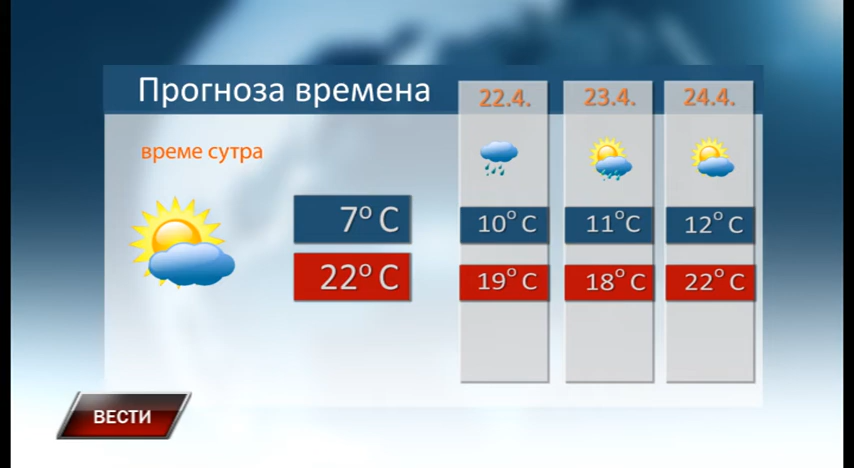 Прогноза времена
22.4.
23.4.
24.4.
време сутра
7° C
22° C
10° C
11°C
12° C
19° C
18° C
22° C
ВЕСТИ